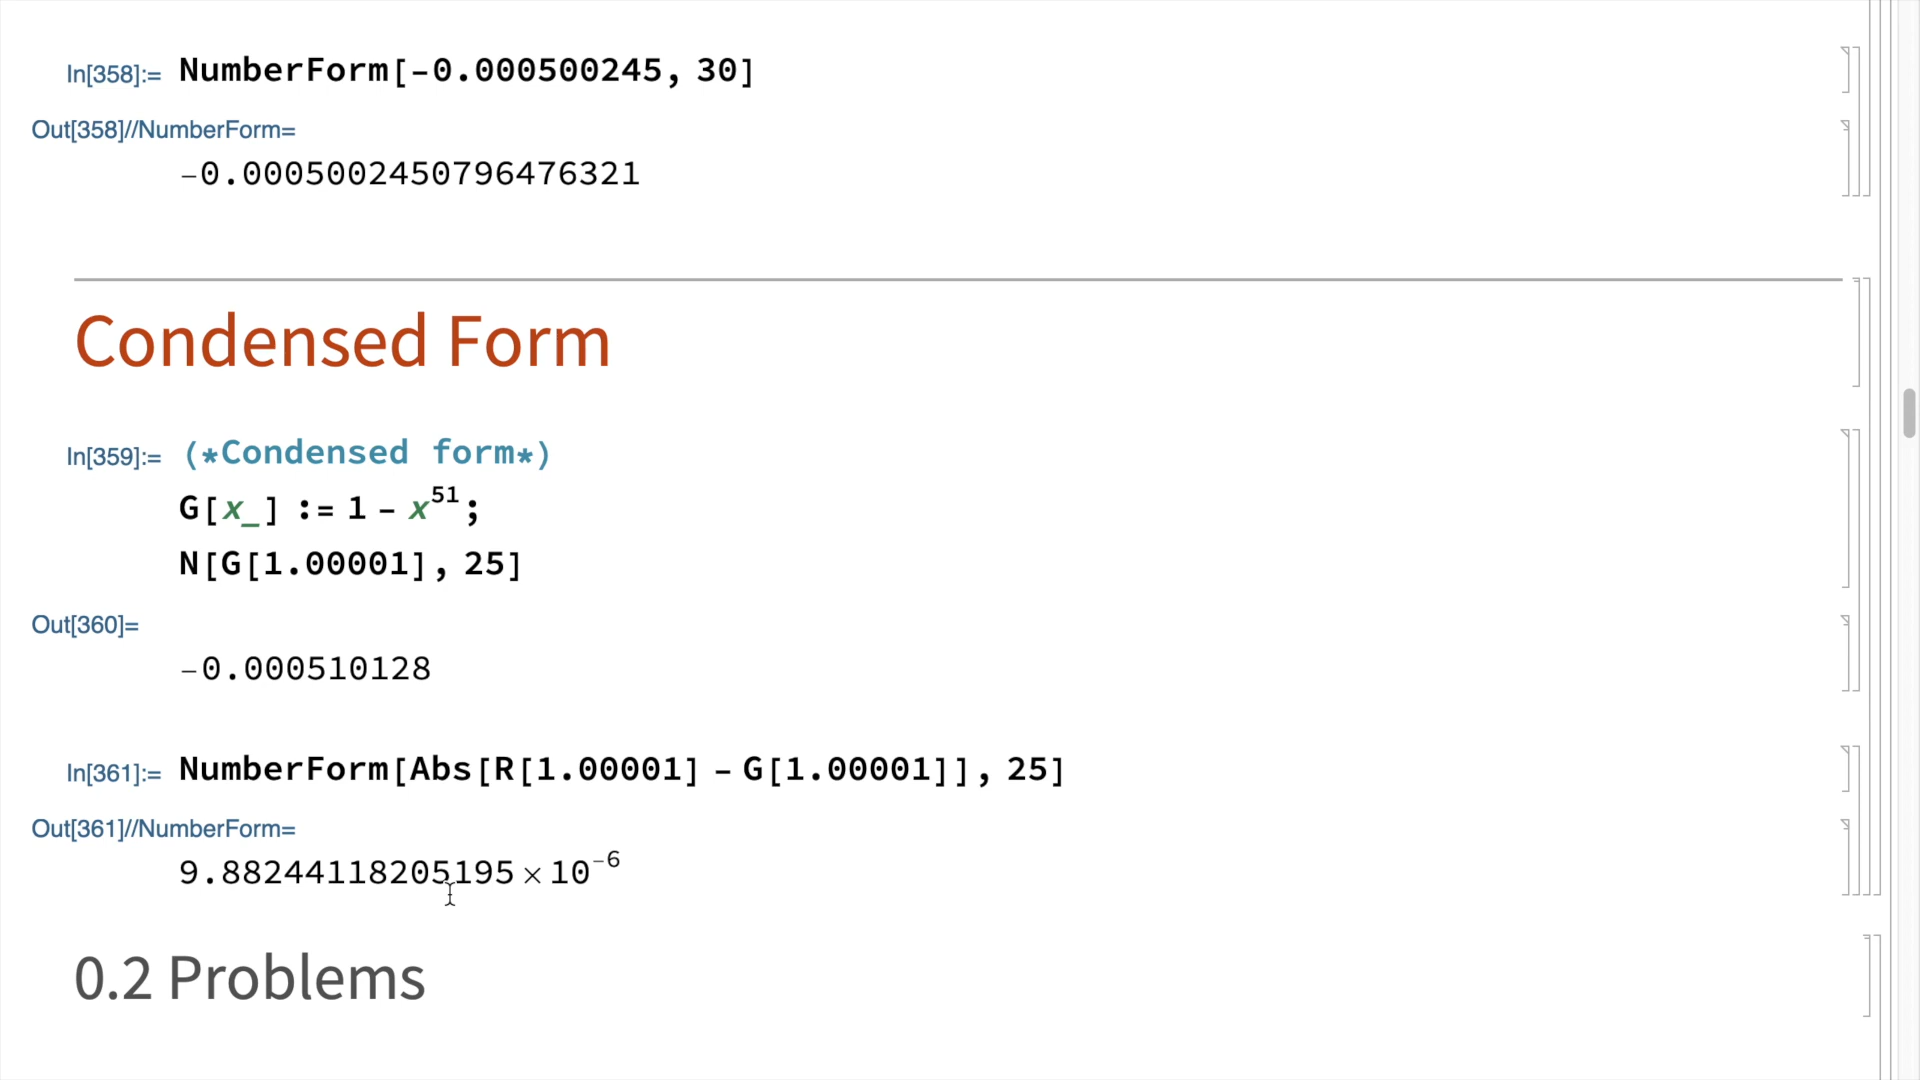 In[358]:= NumberForm[-0.000500245, 30]
Out[358]//NumberForm=
-0.0005002450796476321
Condensed Form
In[359]:= (*Condensed form*)
G[x_] := 1 - x^51;
N[G[1.00001], 25]
Out[360]=
-0.000510128
In[361]:= NumberForm[Abs[R[1.00001] - G[1.00001]], 25]
Out[361]//NumberForm=
9.88244118205195 × 10^-6
0.2 Problems